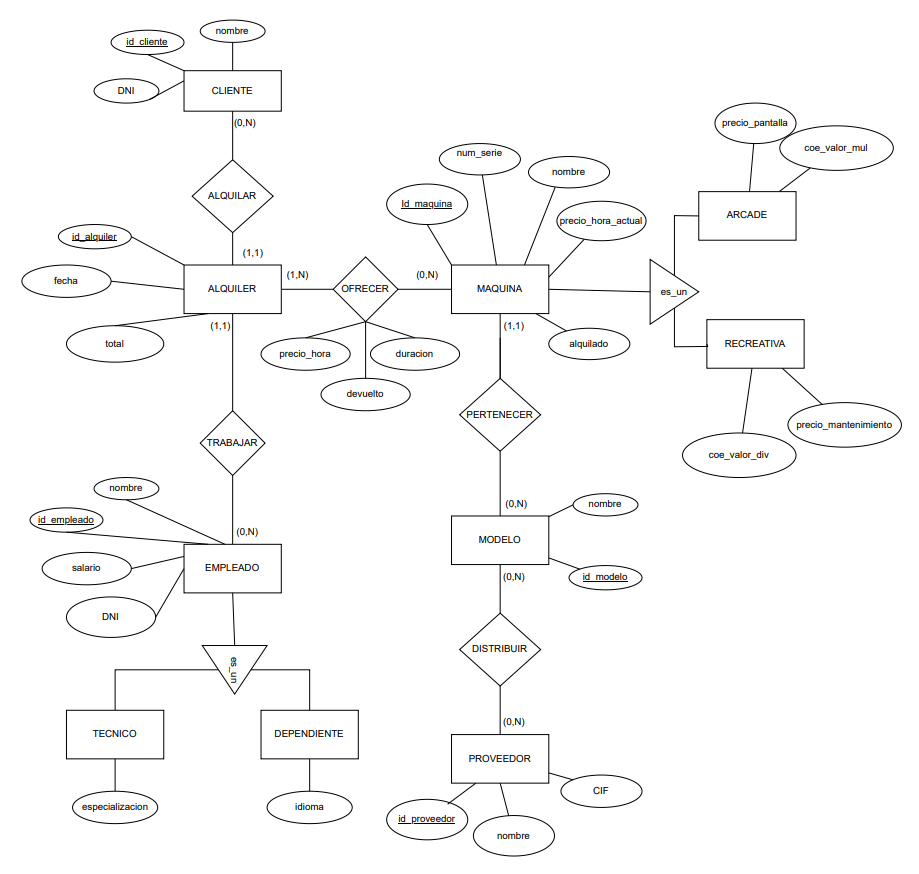 nombre
id_cliente
DNI
CLIENTE
(0,N)
ALQUILAR
(1,1)
id_alquiler
fecha
total
ALQUILER
(1,N)
(1,1)
OFRECER
precio_hora
duracion
devuelto
(0,N)
num_serie
nombre
Id_maquina
precio_hora_actual
MAQUINA
alquilado
(1,1)
es_un
precio_pantalla
coe_valor_mul
ARCADE
RECREATIVA
precio_mantenimiento
coe_valor_div
PERTENECER
(0,N)
nombre
MODELO
id_modelo
(0,N)
DISTRIBUIR
(0,N)
PROVEEDOR
CIF
id_proveedor
nombre
TRABAJAR
(0,N)
nombre
id_empleado
salario
DNI
EMPLEADO
es_un
TECNICO
DEPENDIENTE
especializacion
idioma